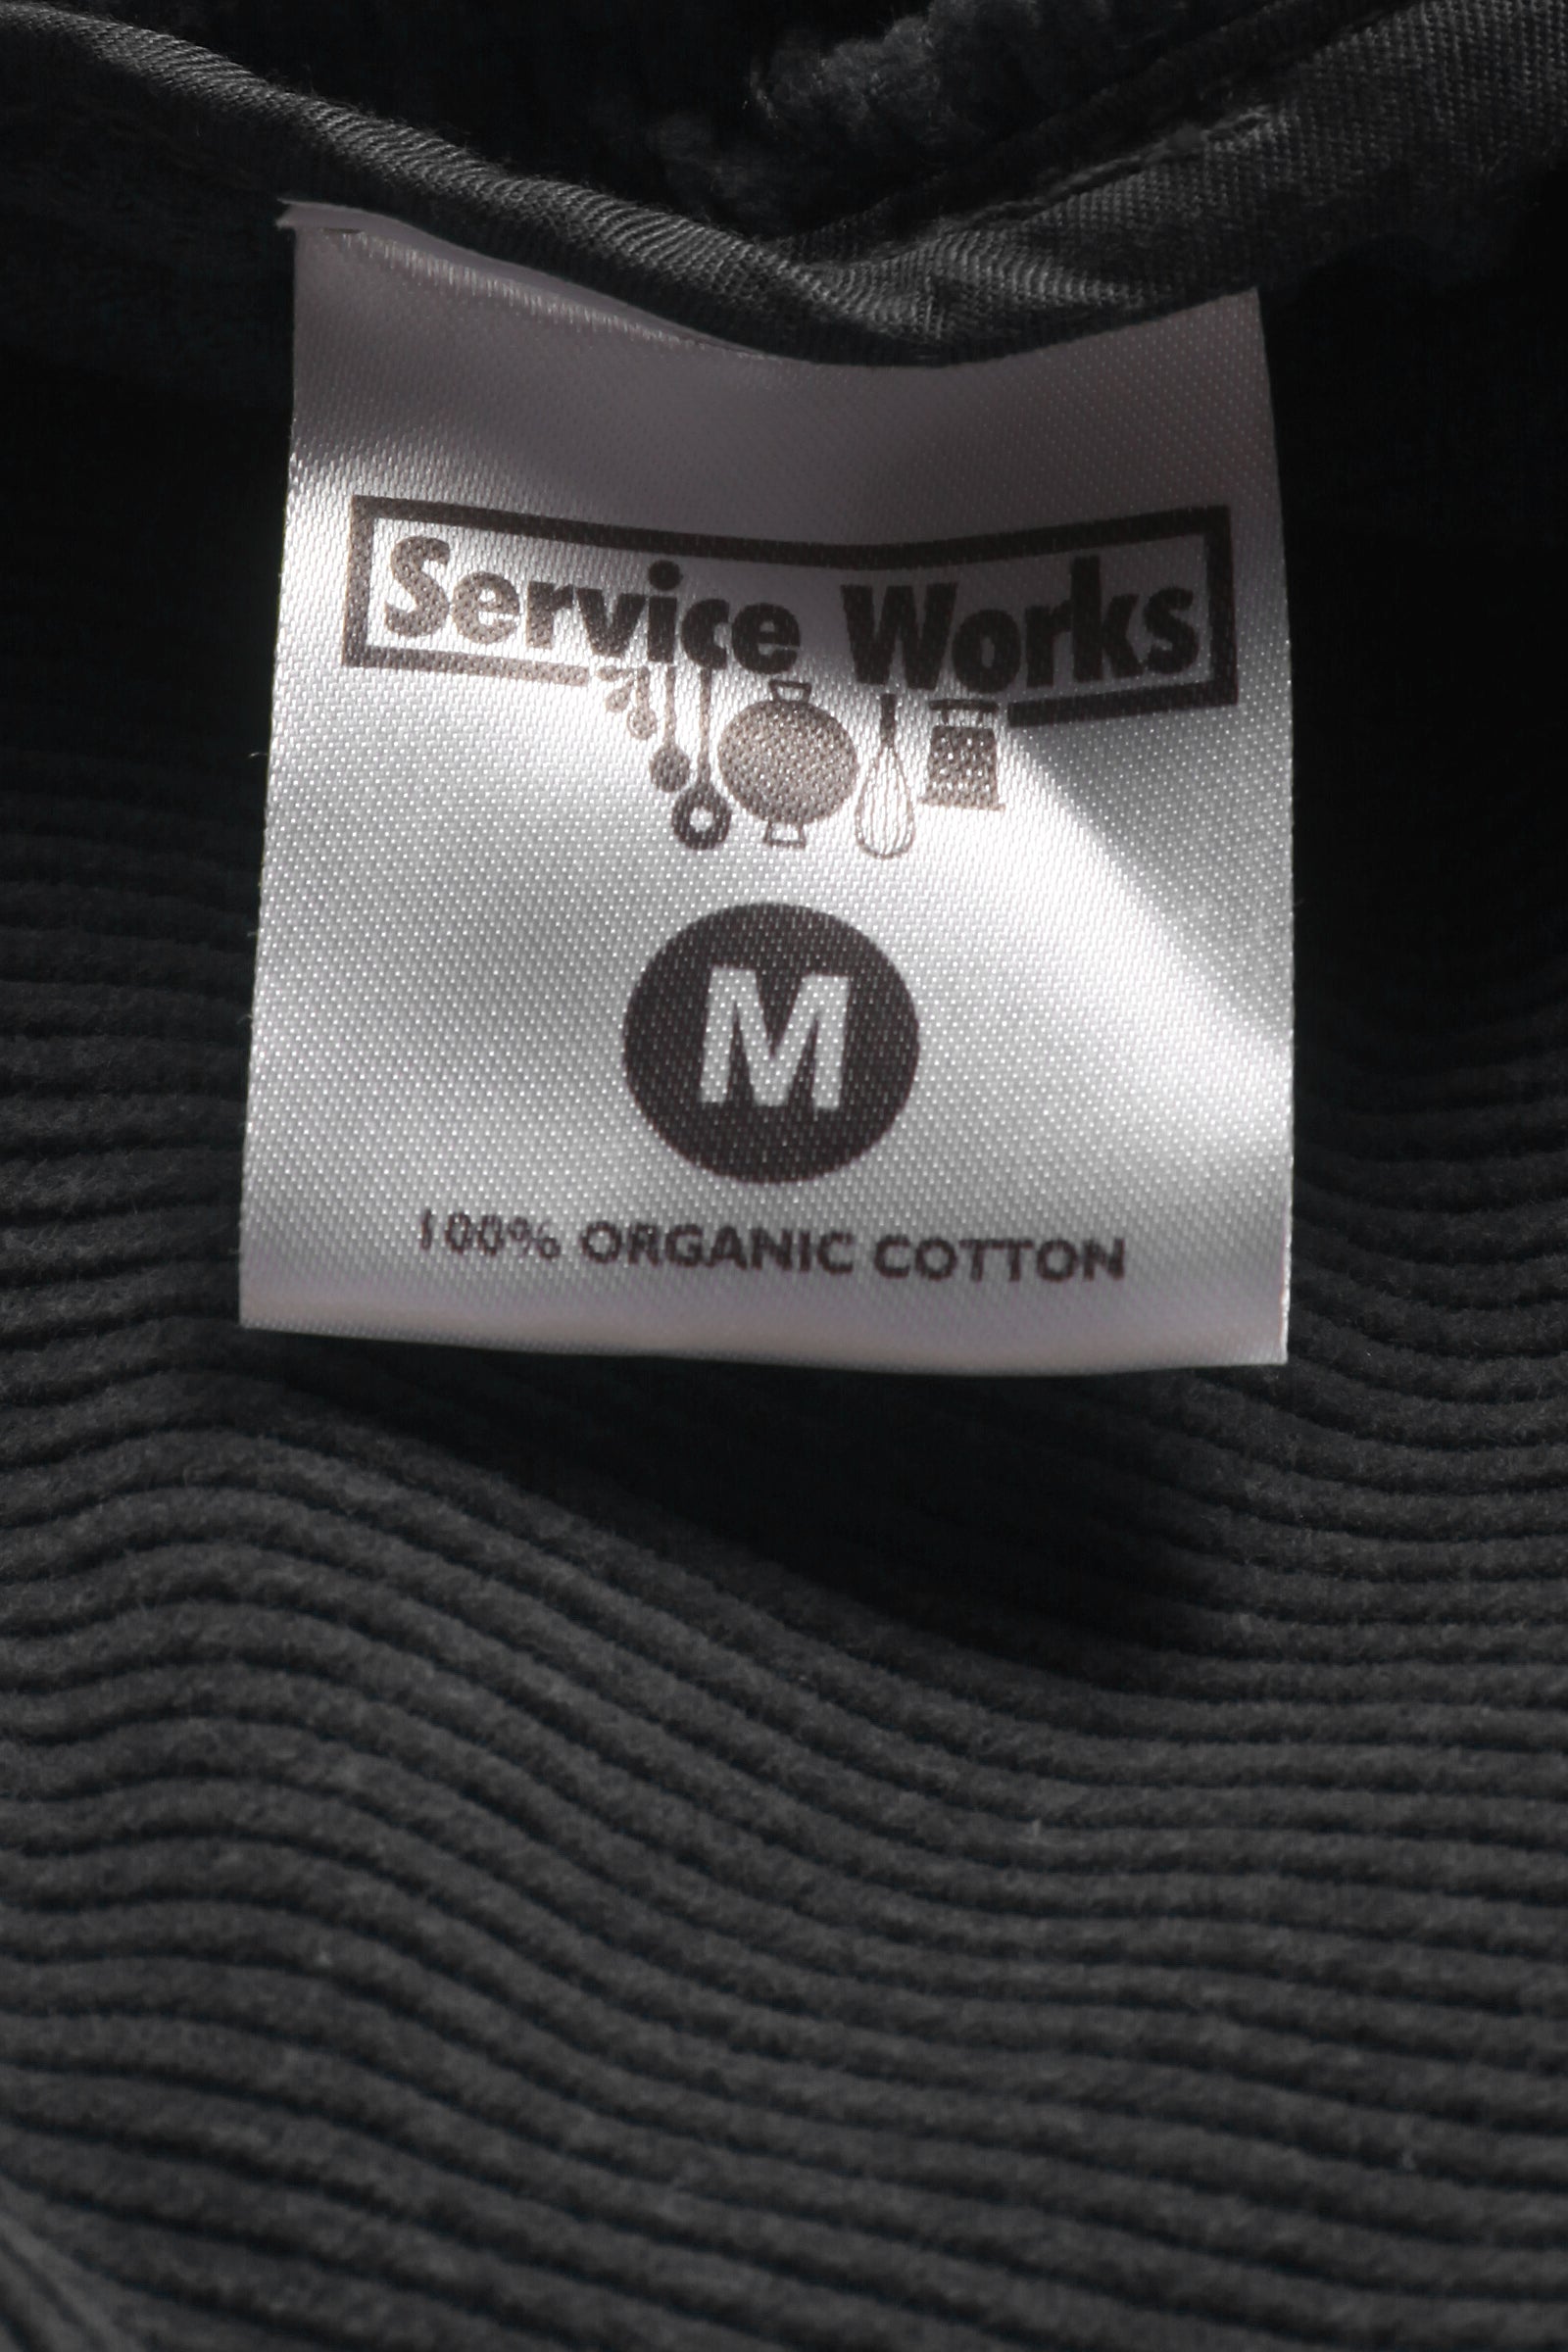 Service Works
M
100% ORGANIC COTTON